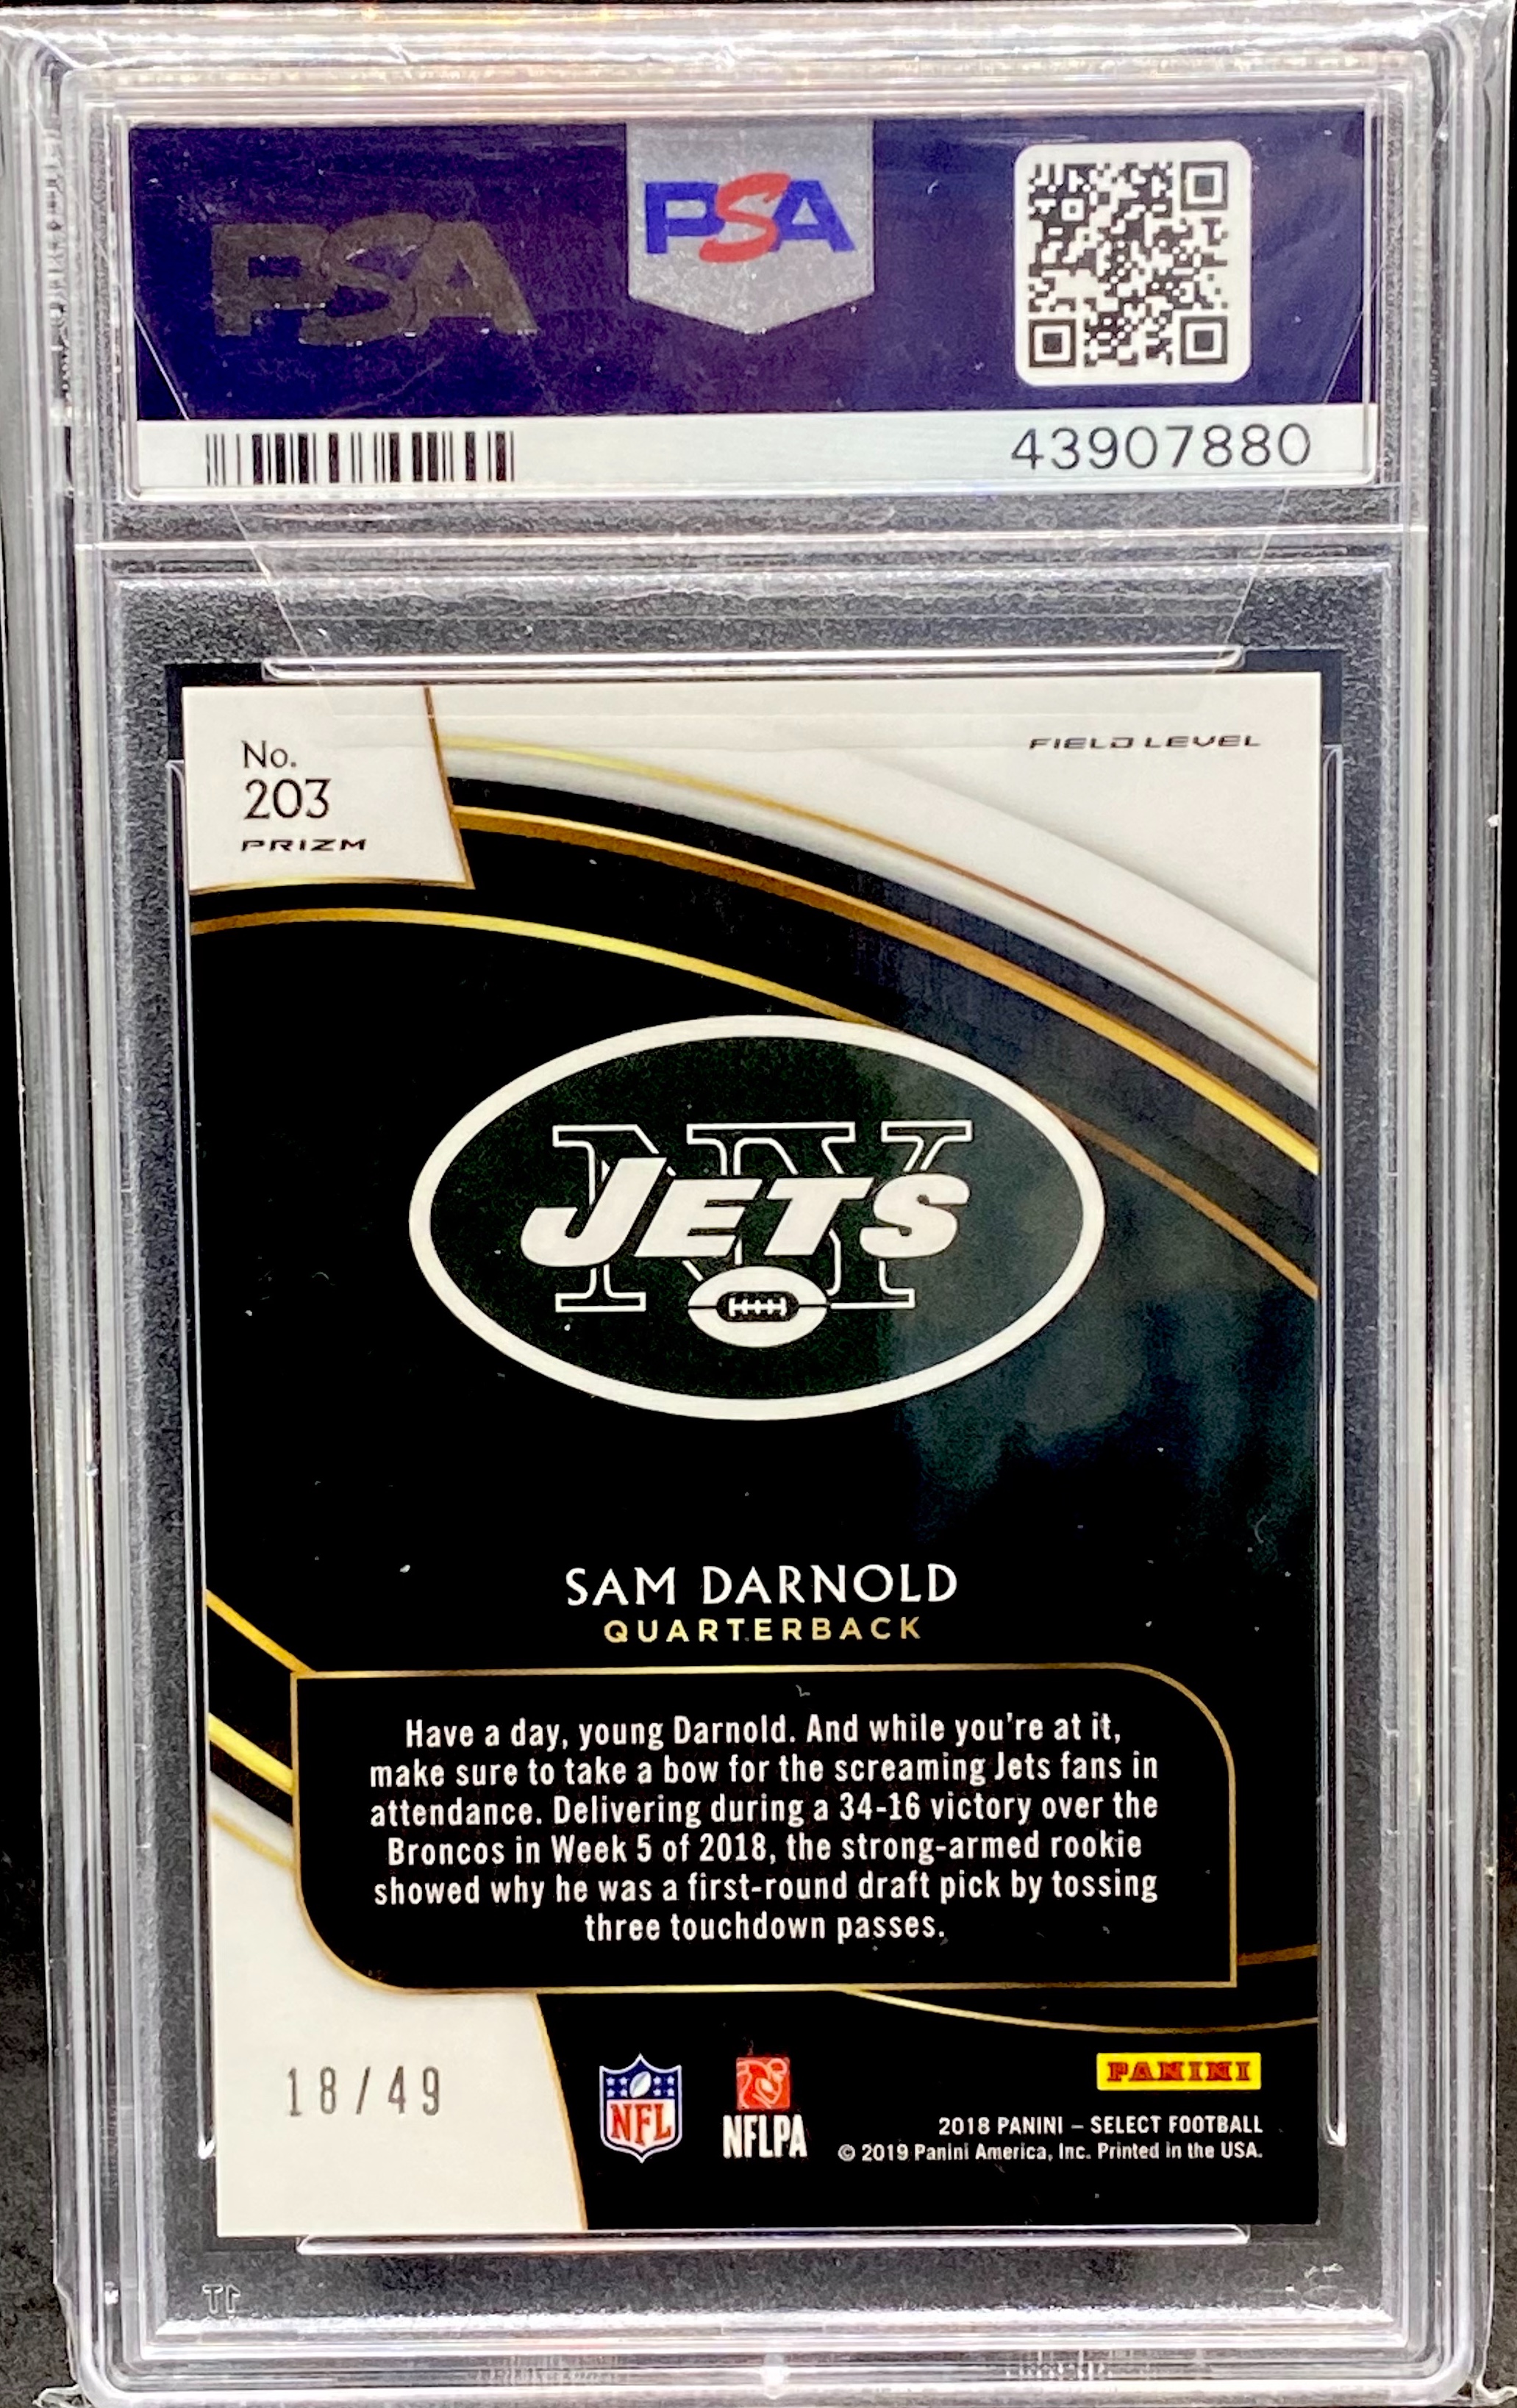 PSA
PSA
43907880
No.
203
PRIZM
FIELD LEVEL
NY
JETS
SAM DARNOLD
QUARTERBACK
Have a day, young Darnold. And while you're at it,
make sure to take a bow for the screaming Jets fans in
attendance. Delivering during a 34-16 victory over the
Broncos in Week 5 of 2018, the strong-armed rookie
showed why he was a first-round draft pick by tossing
three touchdown passes.
18/49
NFL
NFLPA
PANINI
2018 PANINI – SELECT FOOTBALL
© 2019 Panini America, Inc. Printed in the USA.